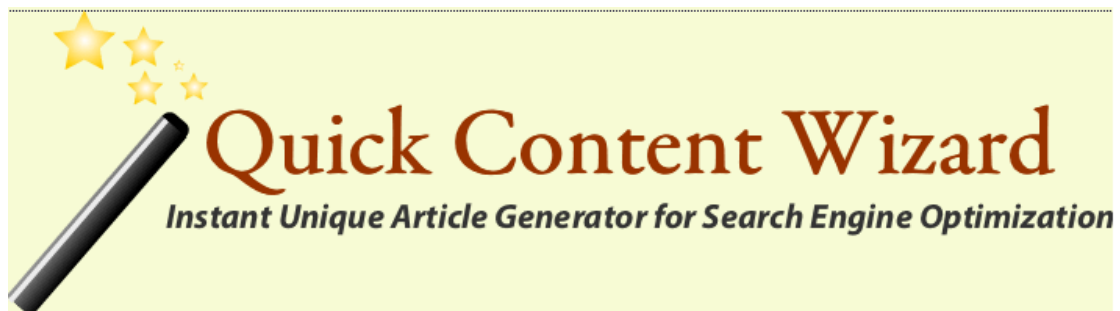 Quick Content Wizard
Instant Unique Article Generator for Search Engine Optimization